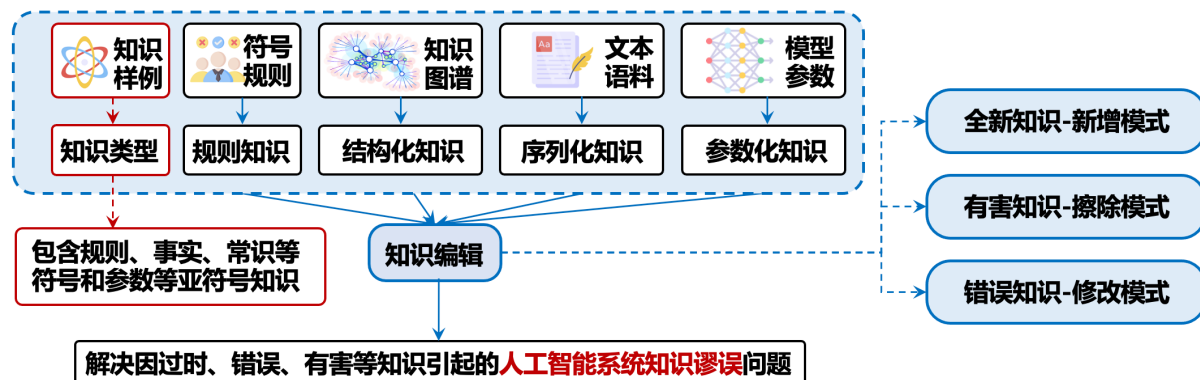 知识
样例
符号
规则
知识
图谱
Aa
文本
语料
模型
参数
知识类型
规则知识
结构化知识
序列化知识
参数化知识
全新知识-新增模式
有害知识-擦除模式
错误知识-修改模式
包含规则、事实、常识等
符号和参数等亚符号知识
知识编辑
解决因过时、错误、有害等知识引起的人工智能系统知识谬误问题